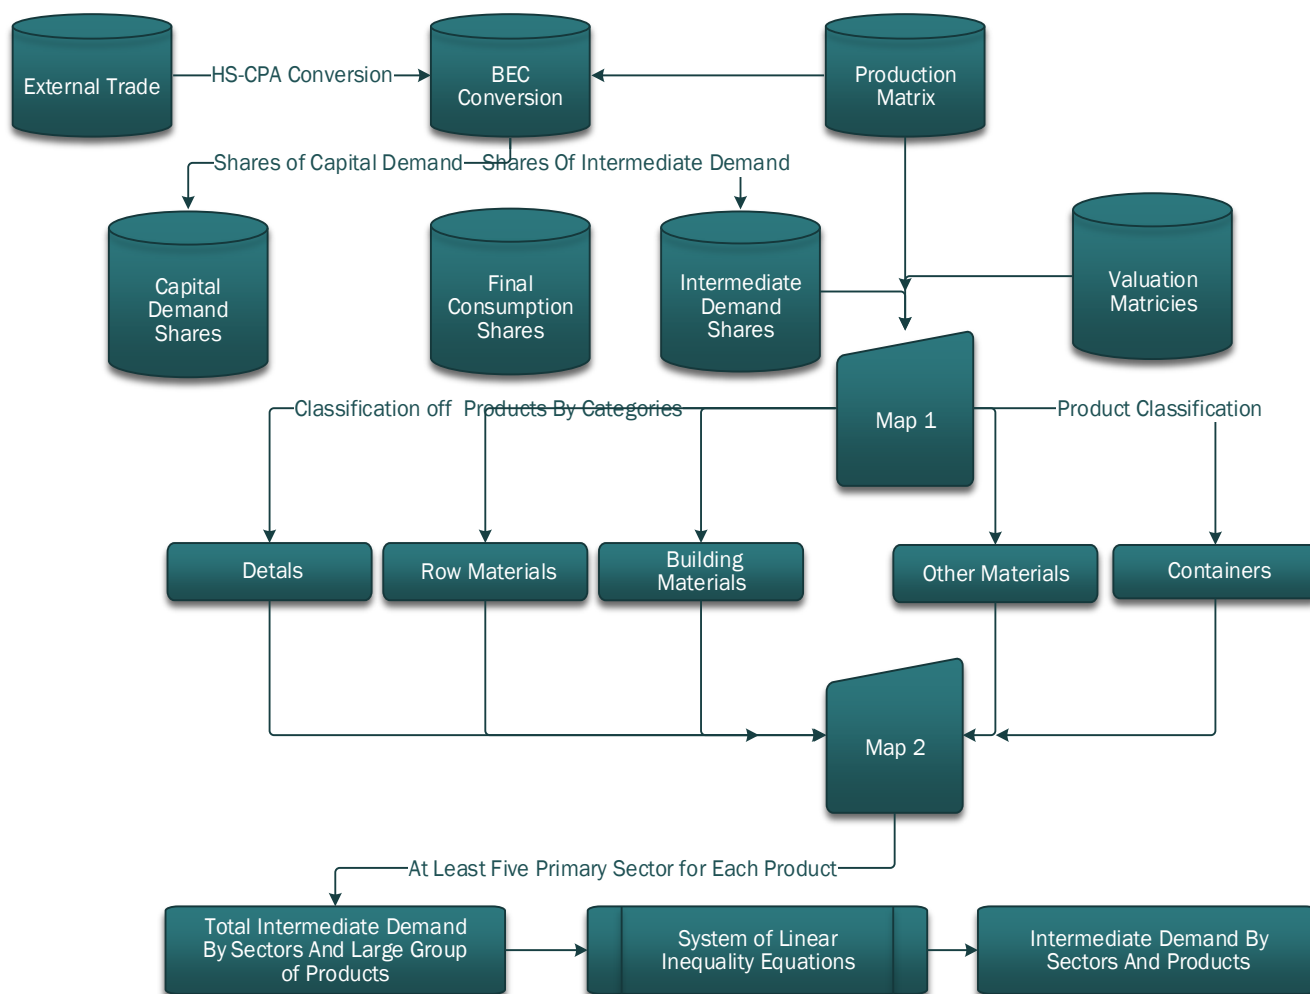 External Trade
HS-CPA Conversion
BEC
Conversion
Production
Matrix
Shares of Capital Demand
Shares Of Intermediate Demand
Capital
Demand
Shares
Final
Consumption
Shares
Intermediate
Demand
Shares
Valuation
Matricies
Classification off Products By Categories
Map 1
Product Classification
Detals
Row Materials
Building
Materials
Other Materials
Containers
Map 2
At Least Five Primary Sector for Each Product
Total Intermediate Demand
By Sectors And Large Group
of Products
System of Linear
Inequality Equations
Intermediate Demand By
Sectors And Products